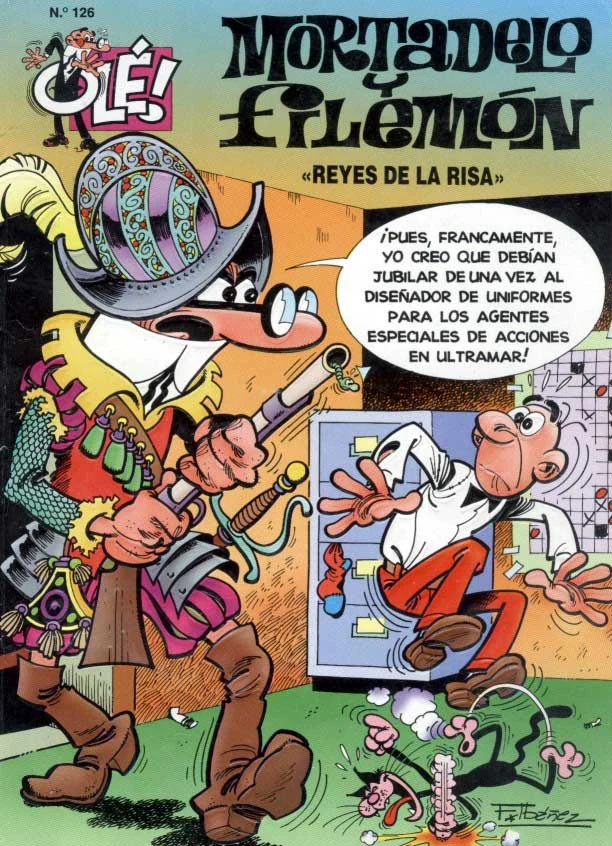 N.º 126
OLÉ!
MORTADELO
Y
FILEMÓN
«REYES DE LA RISA»
¡PUES, FRANCAMENTE,
YO CREO QUE DEBÍAN
JUBILAR DE UNA VEZ AL
DISEÑADOR DE UNIFORMES
PARA LOS AGENTES
ESPECIALES DE ACCIONES
EN ULTRAMAR!
F. Ibáñez